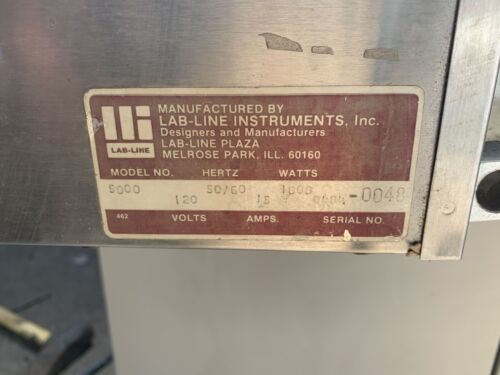 MANUFACTURED BY
LAB-LINE INSTRUMENTS, Inc.
Designers and Manufacturers
LAB-LINE PLAZA
MELROSE PARK, ILL. 60160
LAB-LINE
MODEL NO. HERTZ WATTS
5000 50/60 1800
120 15 -0048
462 VOLTS AMPS. SERIAL NO.